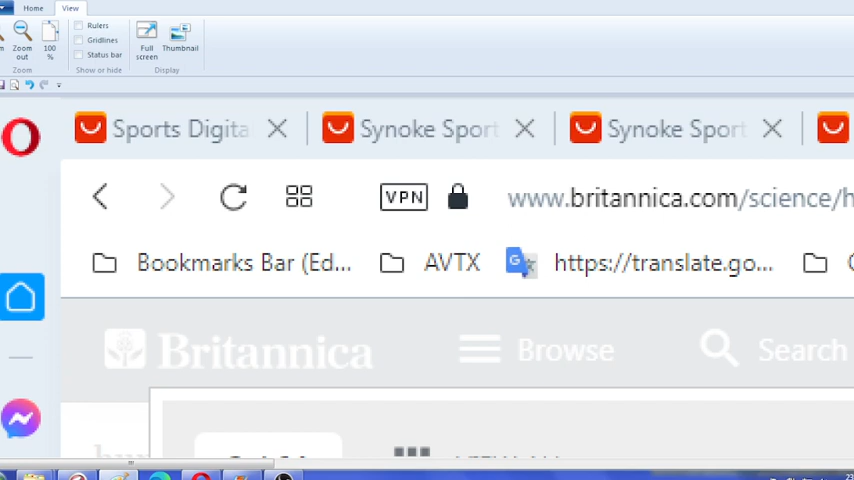 Home View
Rulers
Gridlines
Status bar
Zoom out
100 %
Full screen
Thumbnail
Zoom
Show or hide
Display
Sports Digita
Synoke Sport
Synoke Sport
VPN
www.britannica.com/science/h
Bookmarks Bar (Ed...
AVTX
https://translate.go...
Britannica
Browse
Search